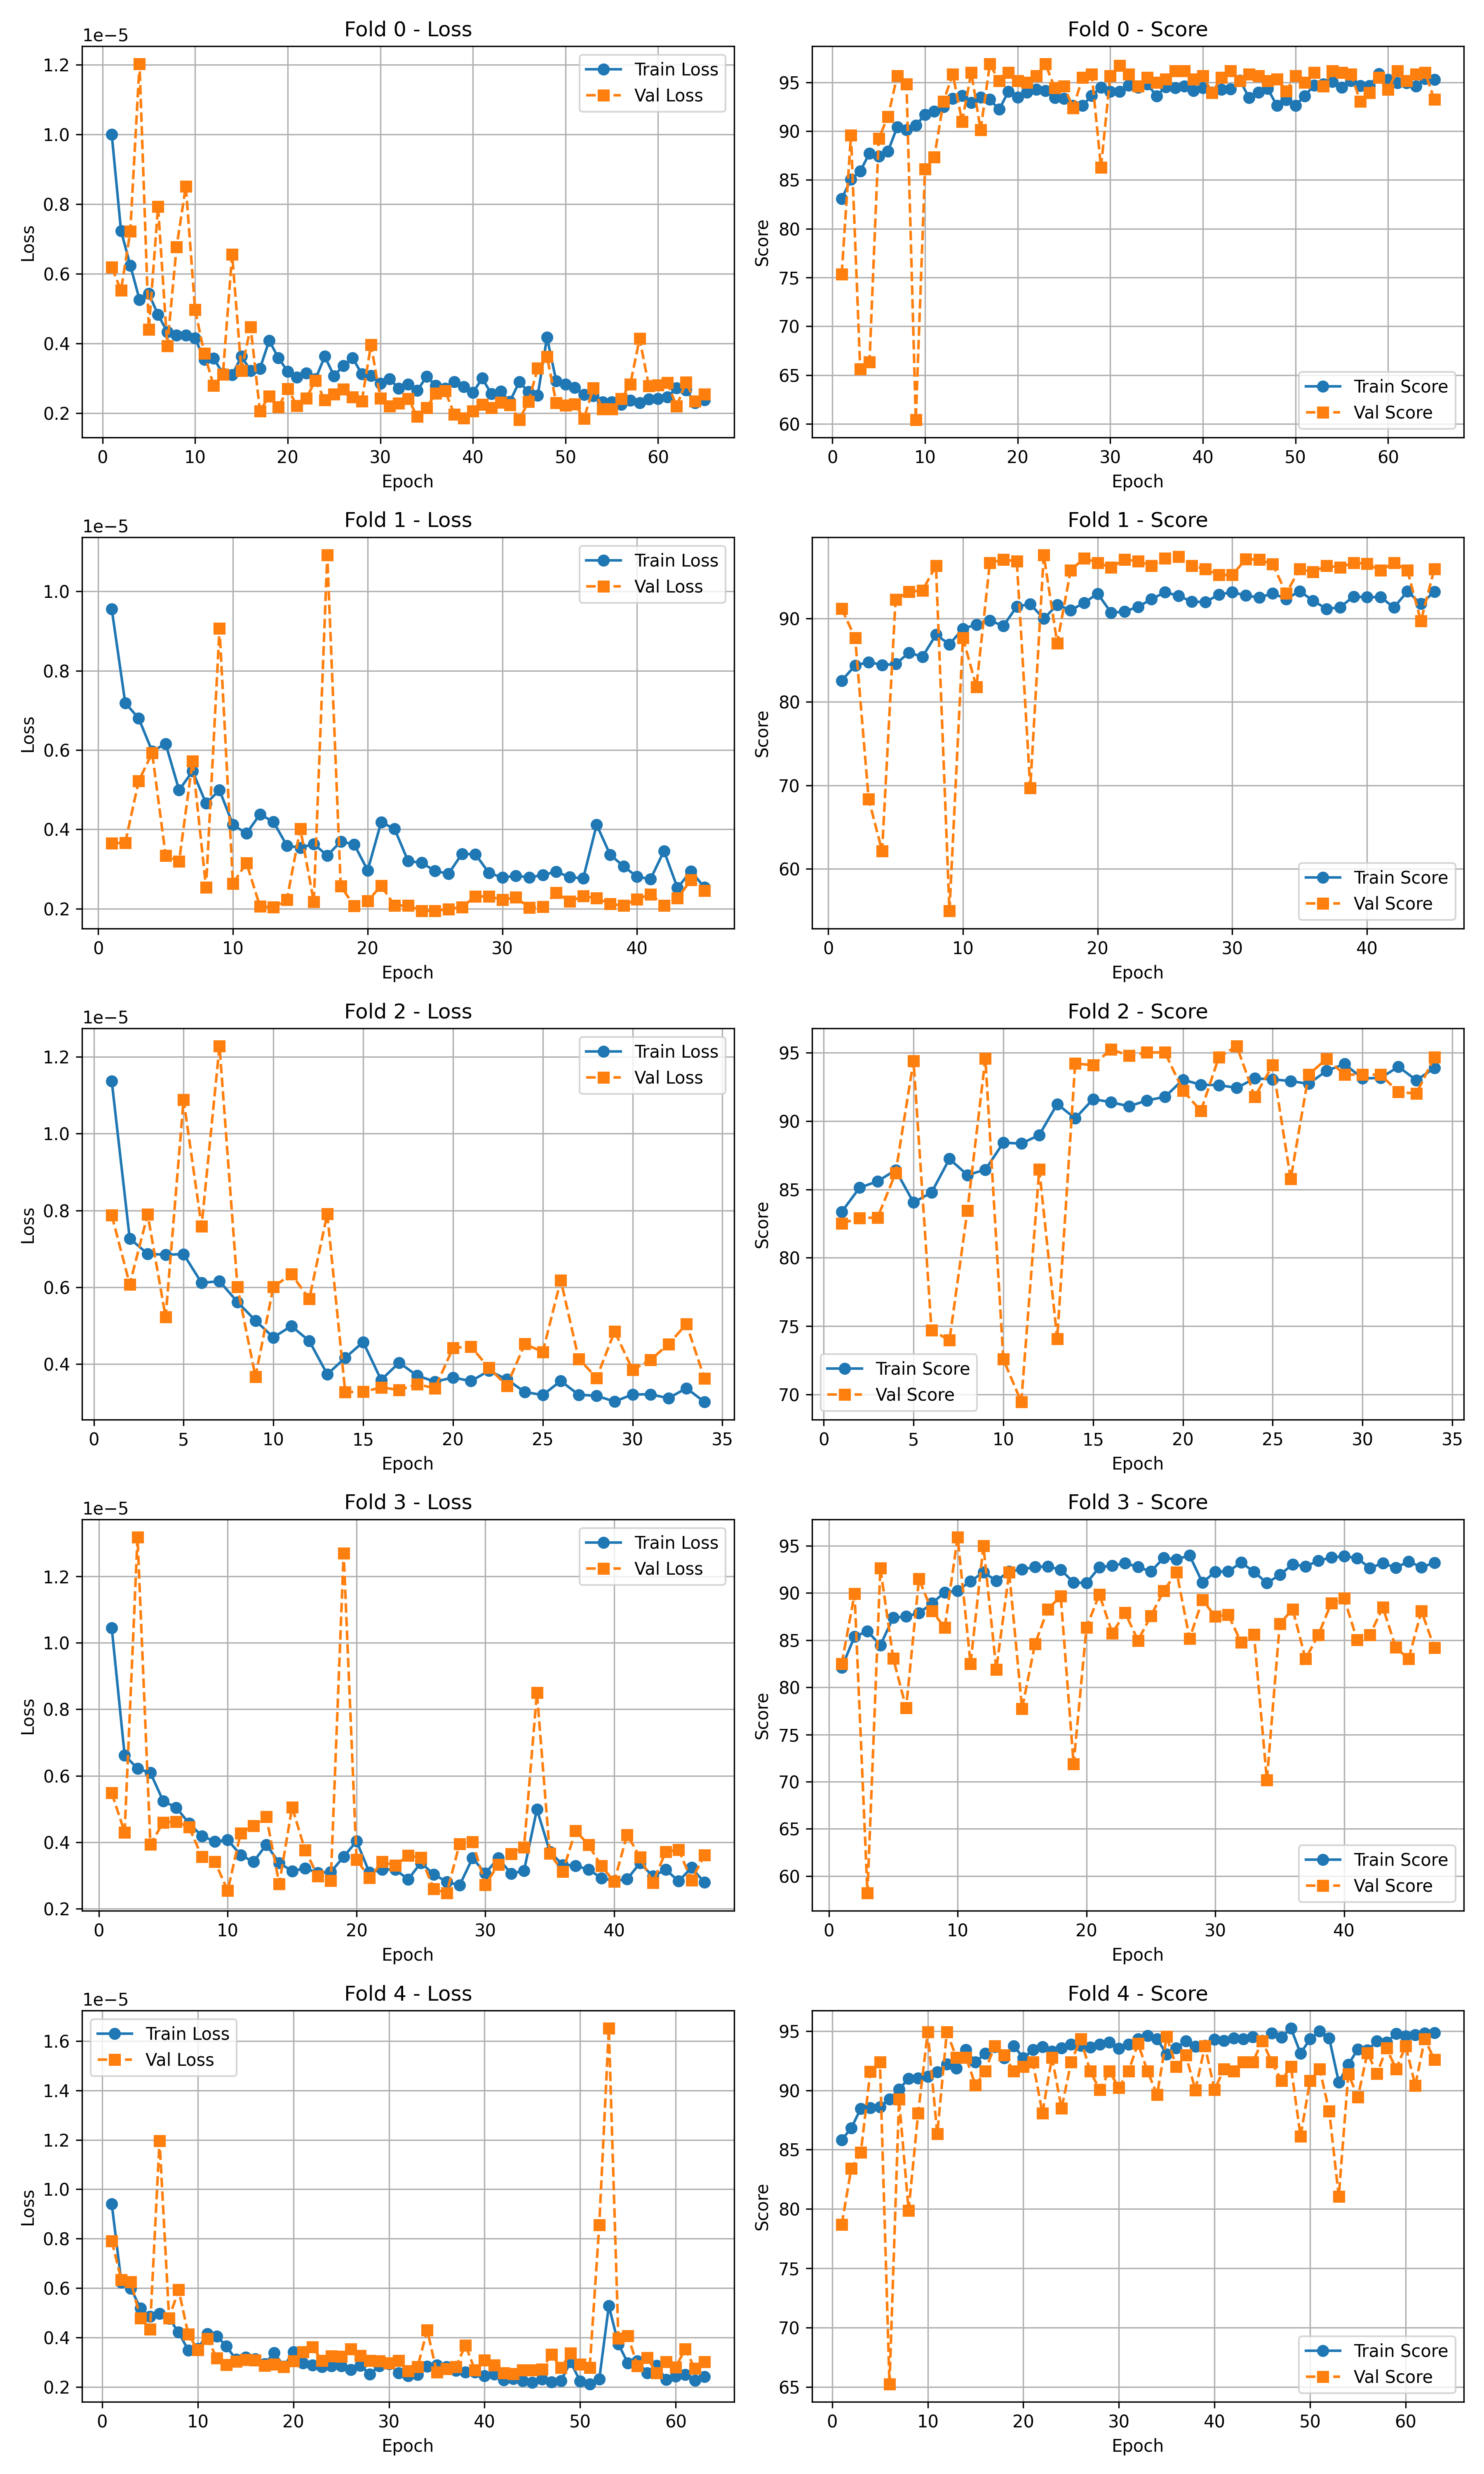 Fold 0 - Loss
1e−5
1.2
1.0
0.8
0.6
0.4
0.2
Loss
Train Loss
Val Loss
0 10 20 30 40 50 60
Epoch
Fold 0 - Score
95
90
85
80
75
70
65
60
Score
Train Score
Val Score
0 10 20 30 40 50 60
Epoch
Fold 1 - Loss
1e−5
1.0
0.8
0.6
0.4
0.2
Loss
Train Loss
Val Loss
0 10 20 30 40
Epoch
Fold 1 - Score
90
80
70
60
Score
Train Score
Val Score
0 10 20 30 40
Epoch
Fold 2 - Loss
1e−5
1.2
1.0
0.8
0.6
0.4
Loss
Train Loss
Val Loss
0 5 10 15 20 25 30 35
Epoch
Fold 2 - Score
95
90
85
80
75
70
Score
Train Score
Val Score
0 5 10 15 20 25 30 35
Epoch
Fold 3 - Loss
1e−5
1.2
1.0
0.8
0.6
0.4
0.2
Loss
Train Loss
Val Loss
0 10 20 30 40
Epoch
Fold 3 - Score
95
90
85
80
75
70
65
60
Score
Train Score
Val Score
0 10 20 30 40
Epoch
Fold 4 - Loss
1e−5
1.6
1.4
1.2
1.0
0.8
0.6
0.4
0.2
Loss
Train Loss
Val Loss
0 10 20 30 40 50 60
Epoch
Fold 4 - Score
95
90
85
80
75
70
65
Score
Train Score
Val Score
0 10 20 30 40 50 60
Epoch